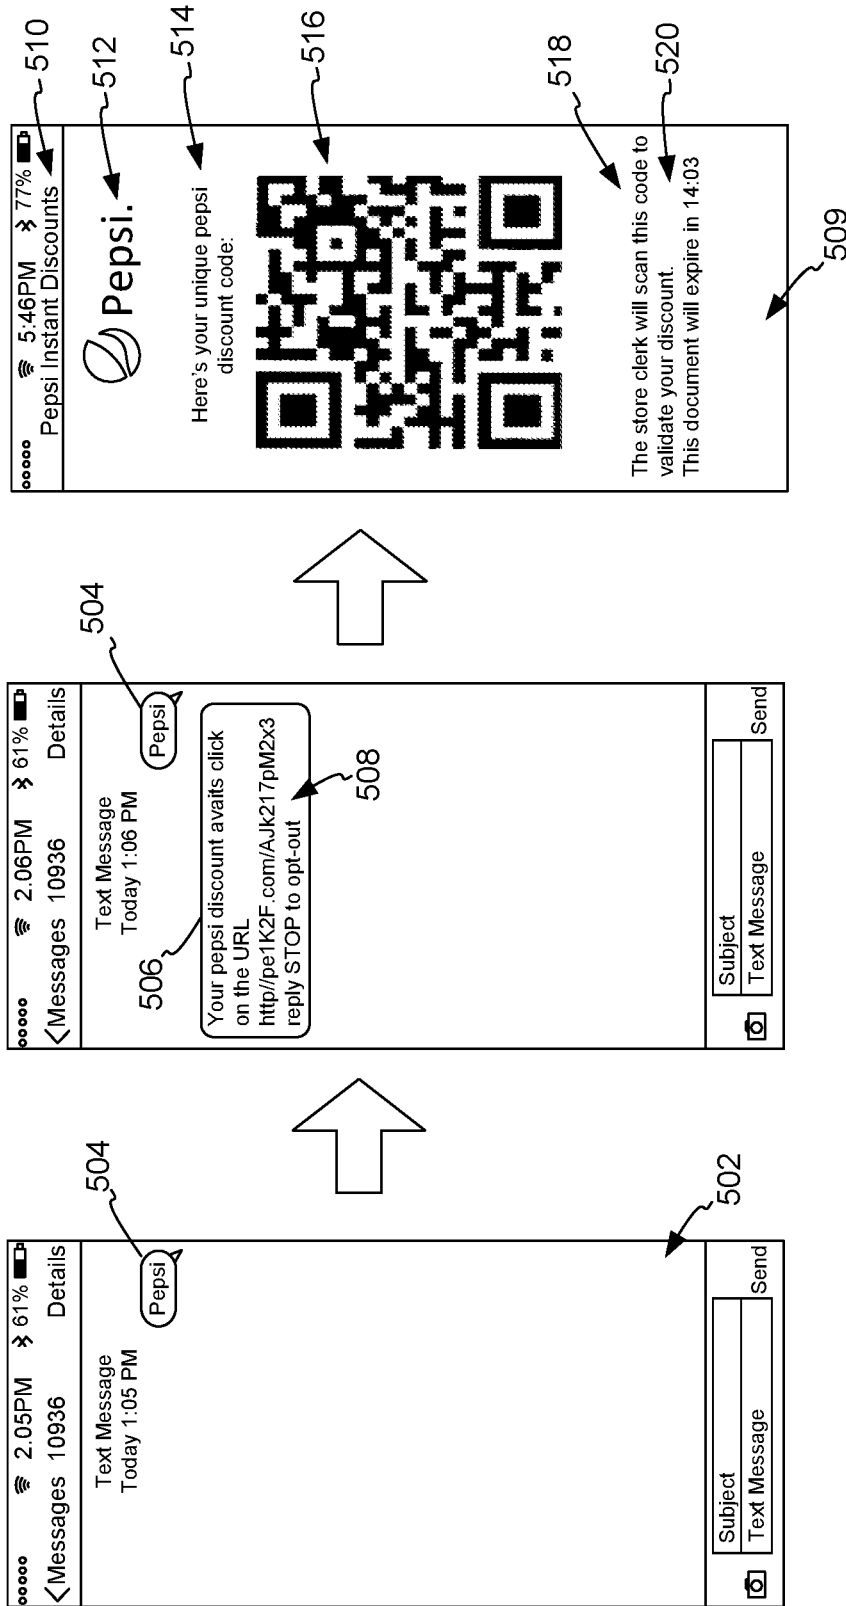 2.05PM 61%
Messages 10936 Details
Text Message
Today 1:05 PM
Pepsi
504
502
Subject
Text Message
Send
2.06PM 61%
Messages 10936 Details
Text Message
Today 1:06 PM
Pepsi
504
506
Your pepsi discount avaits click
on the URL
http//pe1K2F.com/AJk217pM2x3
reply STOP to opt-out
508
Subject
Text Message
Send
5:46PM 77%
Pepsi Instant Discounts
510
Pepsi.
512
Here's your unique pepsi
discount code:
514
516
The store clerk will scan this code to
validate your discount.
This document will expire in 14:03
518
520
509